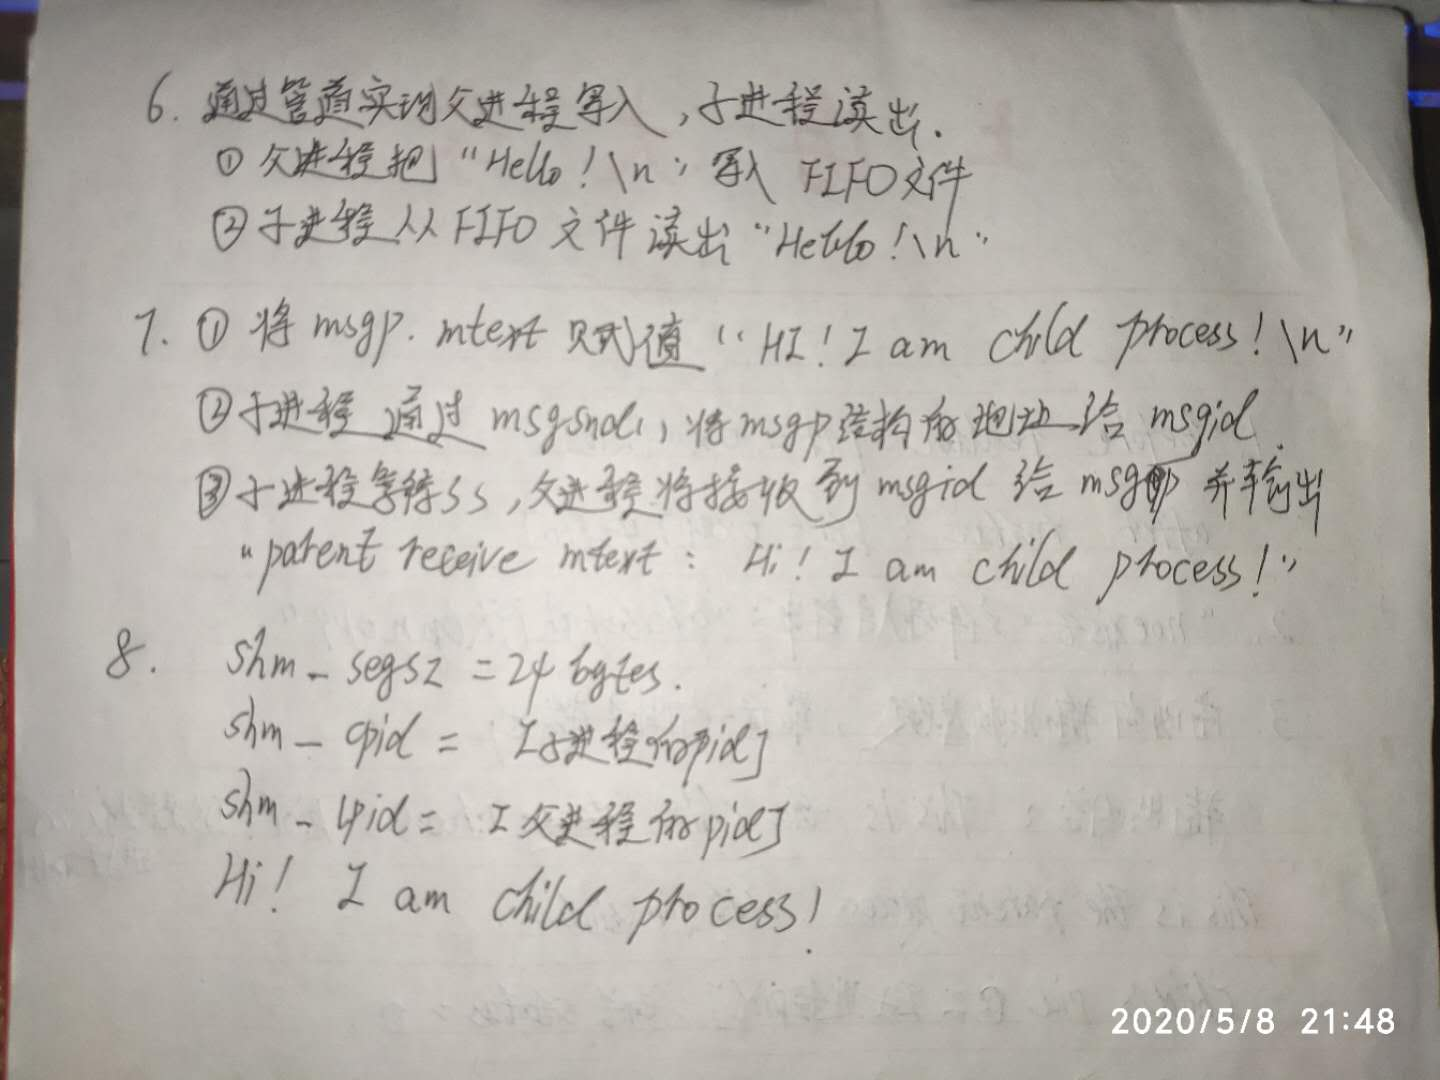 6. 通过管道实现父进程写入，子进程读出.
① 父进程把 "Hello！\n" 写入 FIFO文件
② 子进程从 FIFO 文件读出 "Hello！\n"
7. ① 将 msgp. mtext 赋值 "HI！I am child process！\n"
② 子进程 通过 msgsnd, 将msgp结构的地址给 msgid.
③ 子进程等待5s, 父进程将接收到 msgid 给 msgp 并输出
"parent receive mtext： Hi！I am child process！"
8. shm_segsz = 24 bytes.
shm_cpid = [子进程的pid]
shm_lpid = [父进程的pid]
Hi！ I am child process！
2020/5/8 21:48